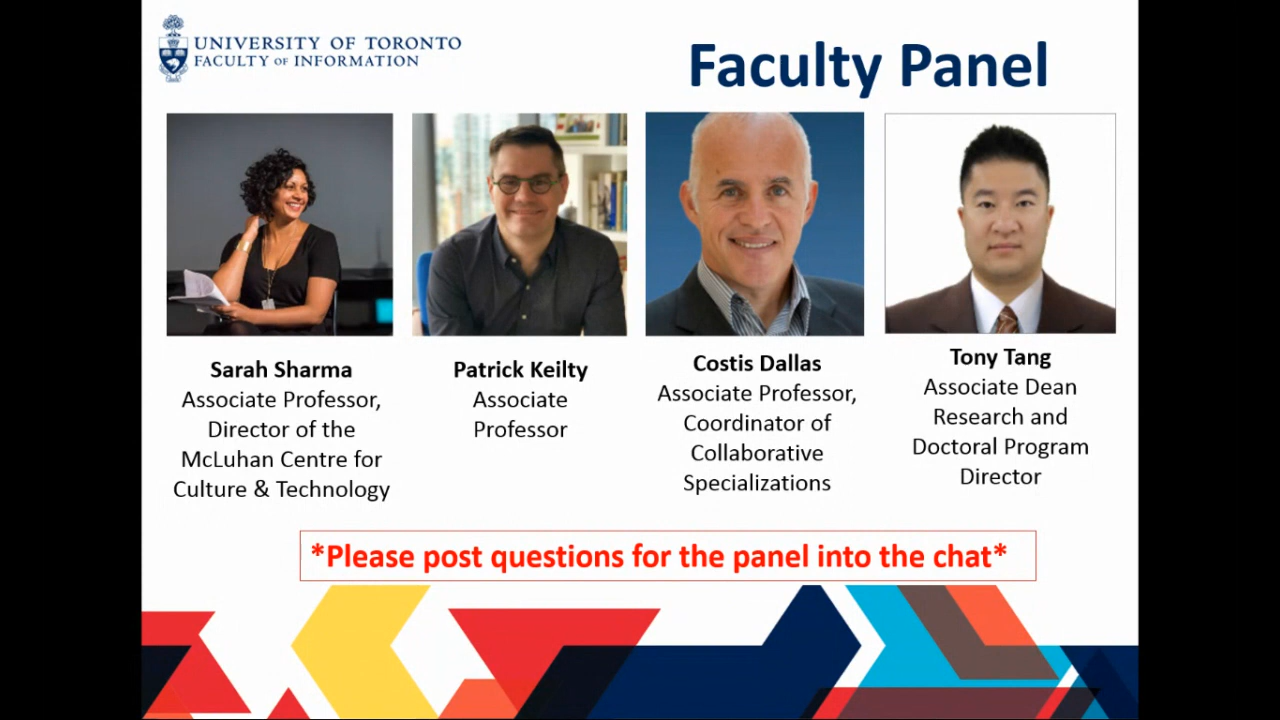 UNIVERSITY OF TORONTO
FACULTY OF INFORMATION
Faculty Panel
Sarah Sharma
Associate Professor,
Director of the
McLuhan Centre for
Culture & Technology
Patrick Keilty
Associate
Professor
Costis Dallas
Associate Professor,
Coordinator of
Collaborative
Specializations
Tony Tang
Associate Dean
Research and
Doctoral Program
Director
*Please post questions for the panel into the chat*